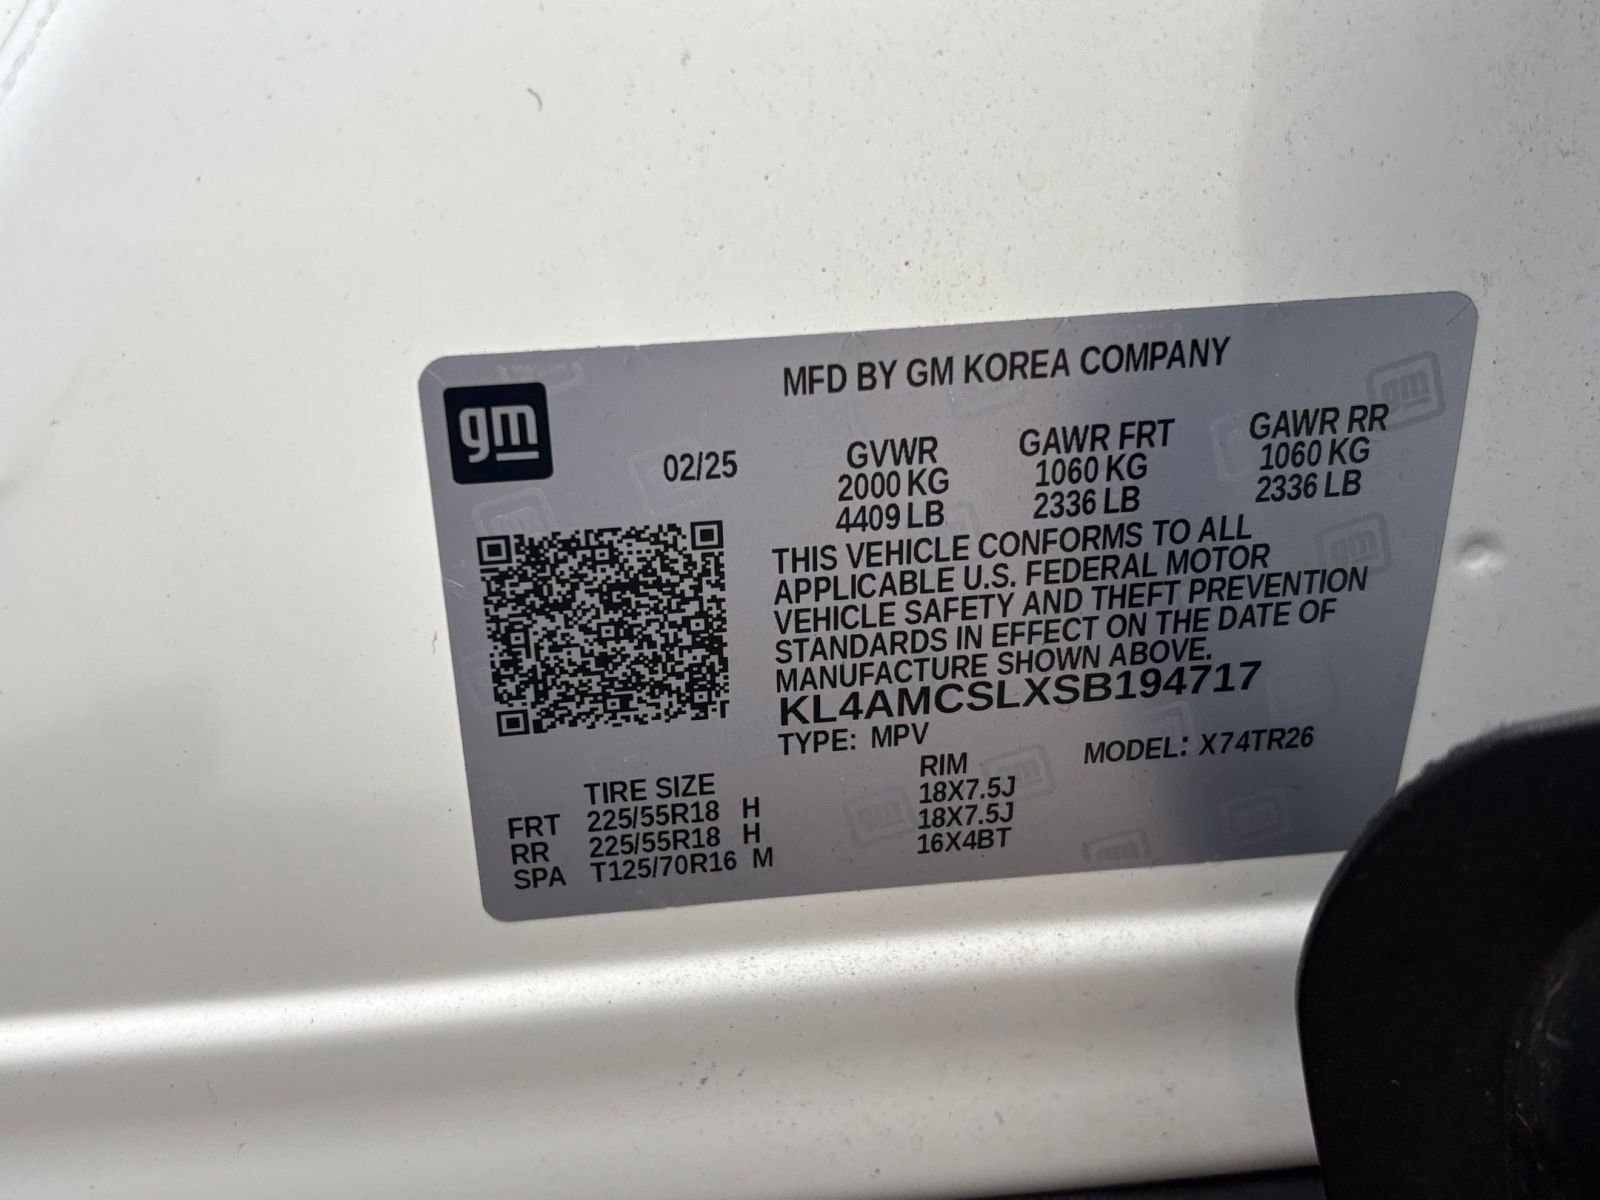 gm
MFD BY GM KOREA COMPANY
02/25
GVWR GAWR FRT GAWR RR
2000 KG 1060 KG 1060 KG
4409 LB 2336 LB 2336 LB
THIS VEHICLE CONFORMS TO ALL
APPLICABLE U.S. FEDERAL MOTOR
VEHICLE SAFETY AND THEFT PREVENTION
STANDARDS IN EFFECT ON THE DATE OF
MANUFACTURE SHOWN ABOVE.
KL4AMCSLXSB194717
TYPE: MPV MODEL: X74TR26
TIRE SIZE RIM
FRT 225/55R18 H 18X7.5J
RR 225/55R18 H 18X7.5J
SPA T125/70R16 M 16X4BT